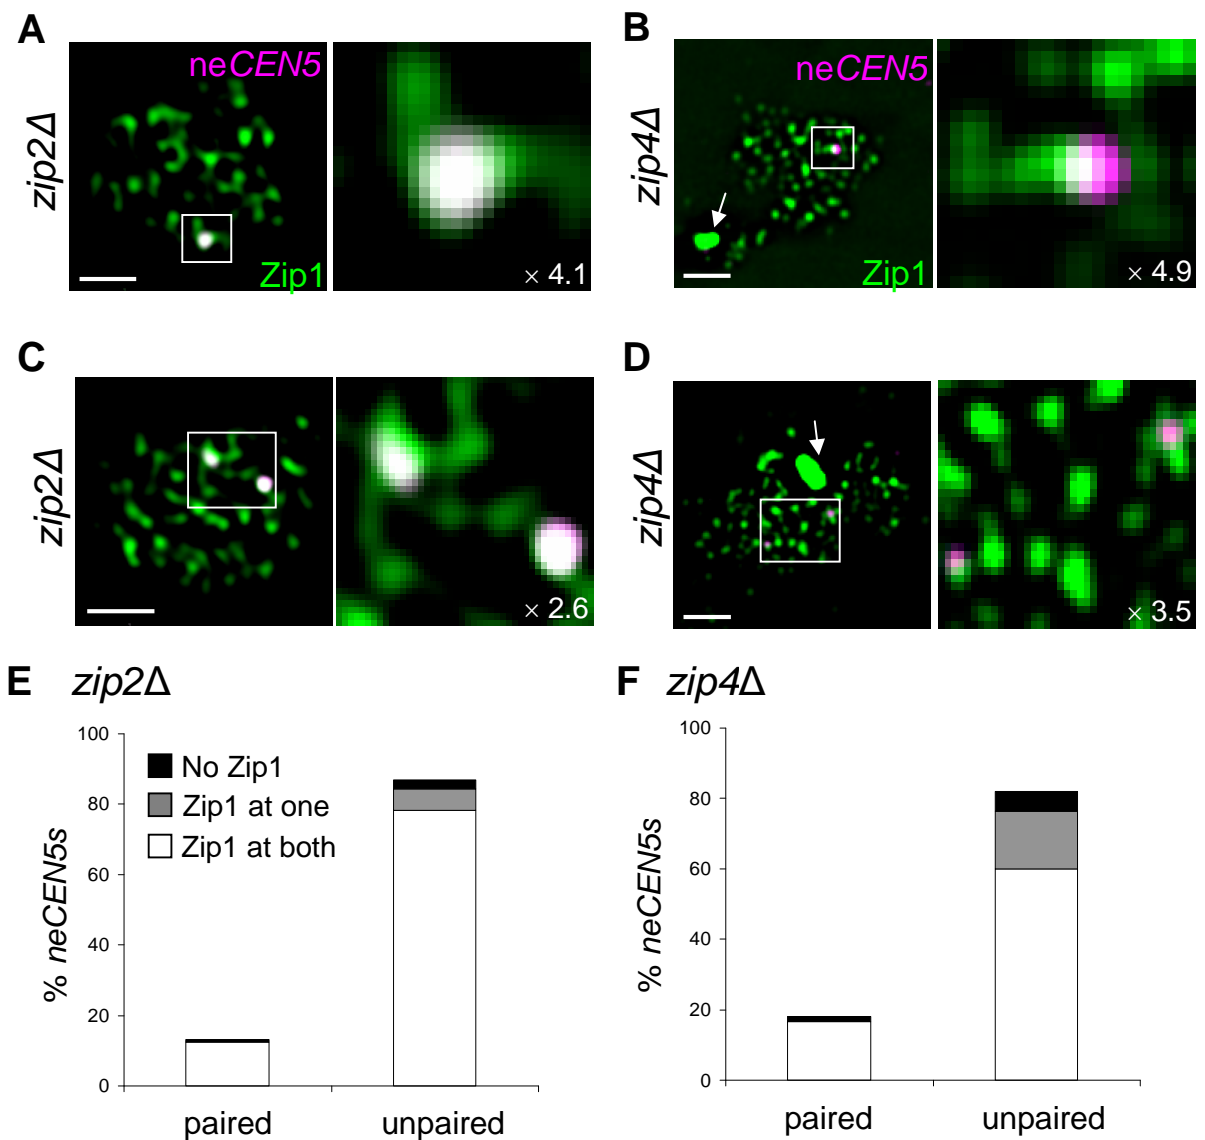 A
B
neCEN5
neCEN5
zip2Δ
zip4Δ
Zip1
× 4.1
Zip1
× 4.9
C
D
zip2Δ
zip4Δ
× 2.6
× 3.5
E zip2Δ
F zip4Δ
% neCEN5s
100
80
60
40
20
0
No Zip1
Zip1 at one
Zip1 at both
paired
unpaired
% neCEN5s
100
80
60
40
20
0
paired
unpaired